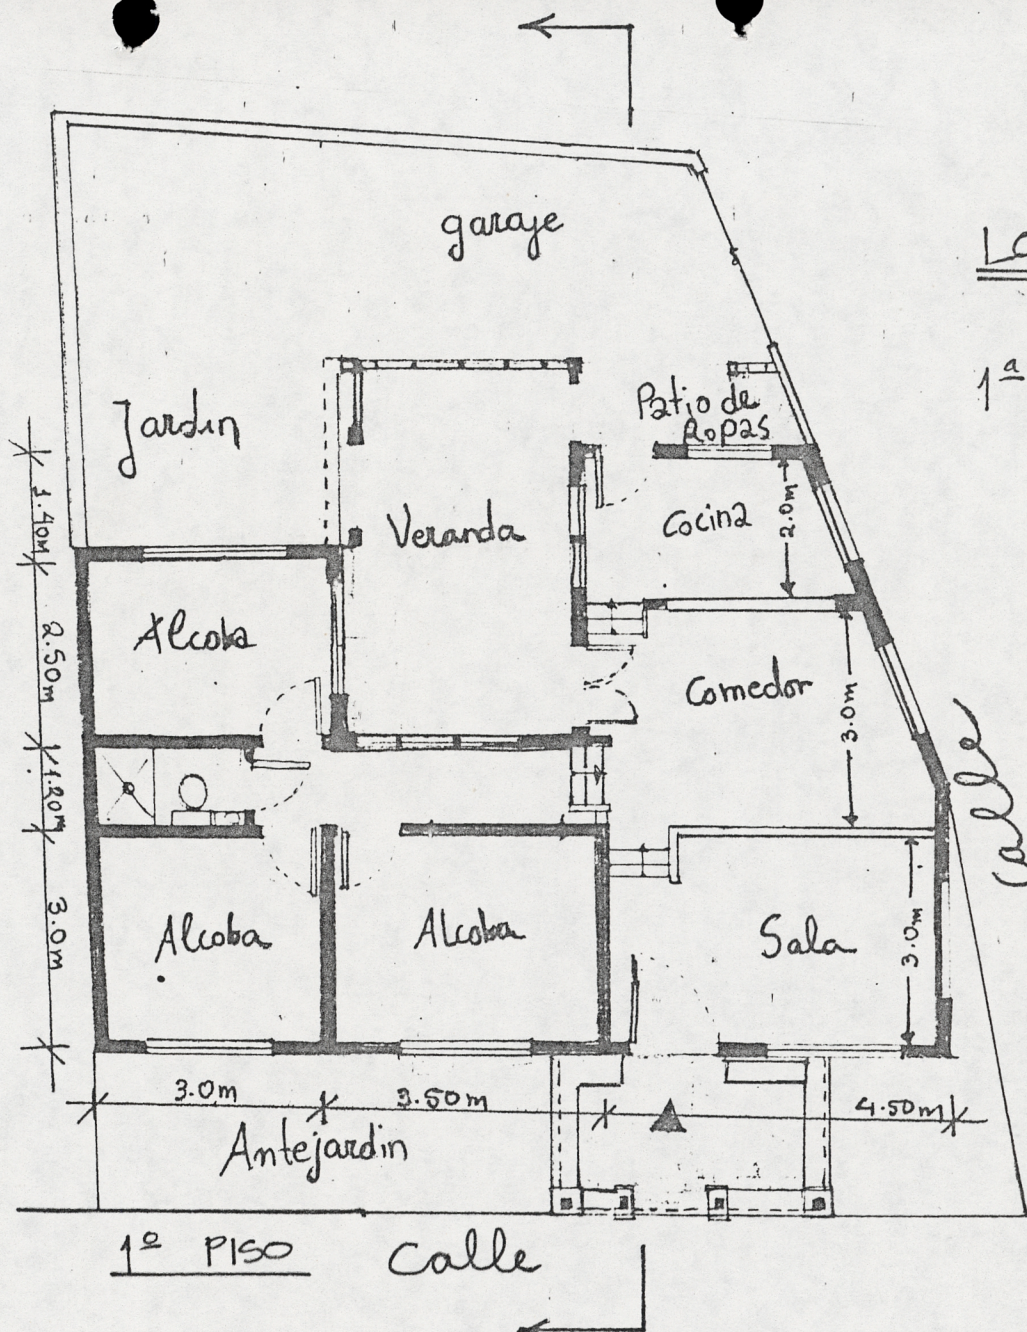 garaje
1ª
Patio de
Ropas
Jardin
1.40m
Veranda
Cocina
2.0m
Alcoba
2.50m
Comedor
3.0m
Calle
1.20m
Alcoba
Alcoba
Sala
3.0m
3.0m
3.0m
3.50m
4.50m
Antejardin
1º PISO
Calle